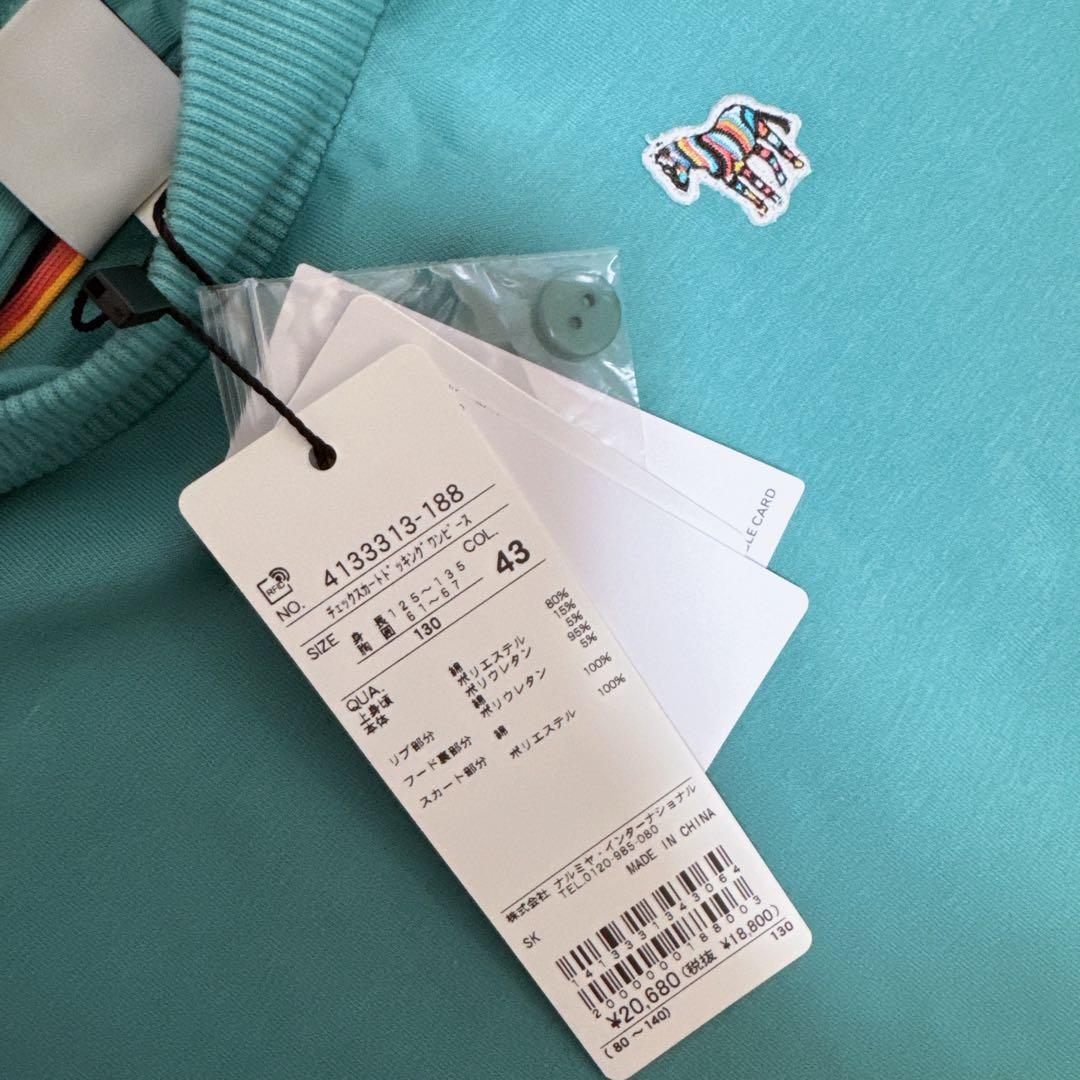 RFID
NO. 4133313-188
チェックスカートドッキングワンピース
SIZE 身長125〜135 COL.
胸囲 61〜67 43
130
QUA.
上身頃 綿 80%
本体 ポリエステル 15%
ポリウレタン 5%
リブ部分 綿 95%
ポリウレタン 5%
フード裏部分 綿 100%
スカート部分 ポリエステル 100%
株式会社 ナルミヤ・インターナショナル
TEL.0120-985-080
SK MADE IN CHINA
1413331343064
2000000188003
¥20,680(税抜 ¥18,800)
(80〜140) 130
CARD